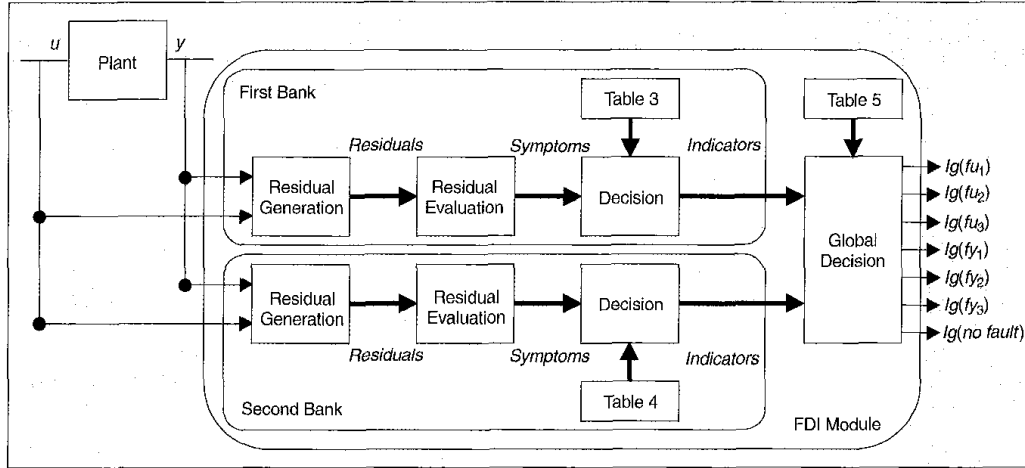 u
Plant
y
First Bank
Table 3
Table 5
Residuals
Symptoms
Indicators
Residual
Generation
Residual
Evaluation
Decision
Global
Decision
Ig(fu₁)
Ig(fu₂)
Ig(fu₃)
Ig(fy₁)
Ig(fy₂)
Ig(fy₃)
Ig(no fault)
Residual
Generation
Residual
Evaluation
Decision
Residuals
Symptoms
Indicators
Table 4
Second Bank
FDI Module